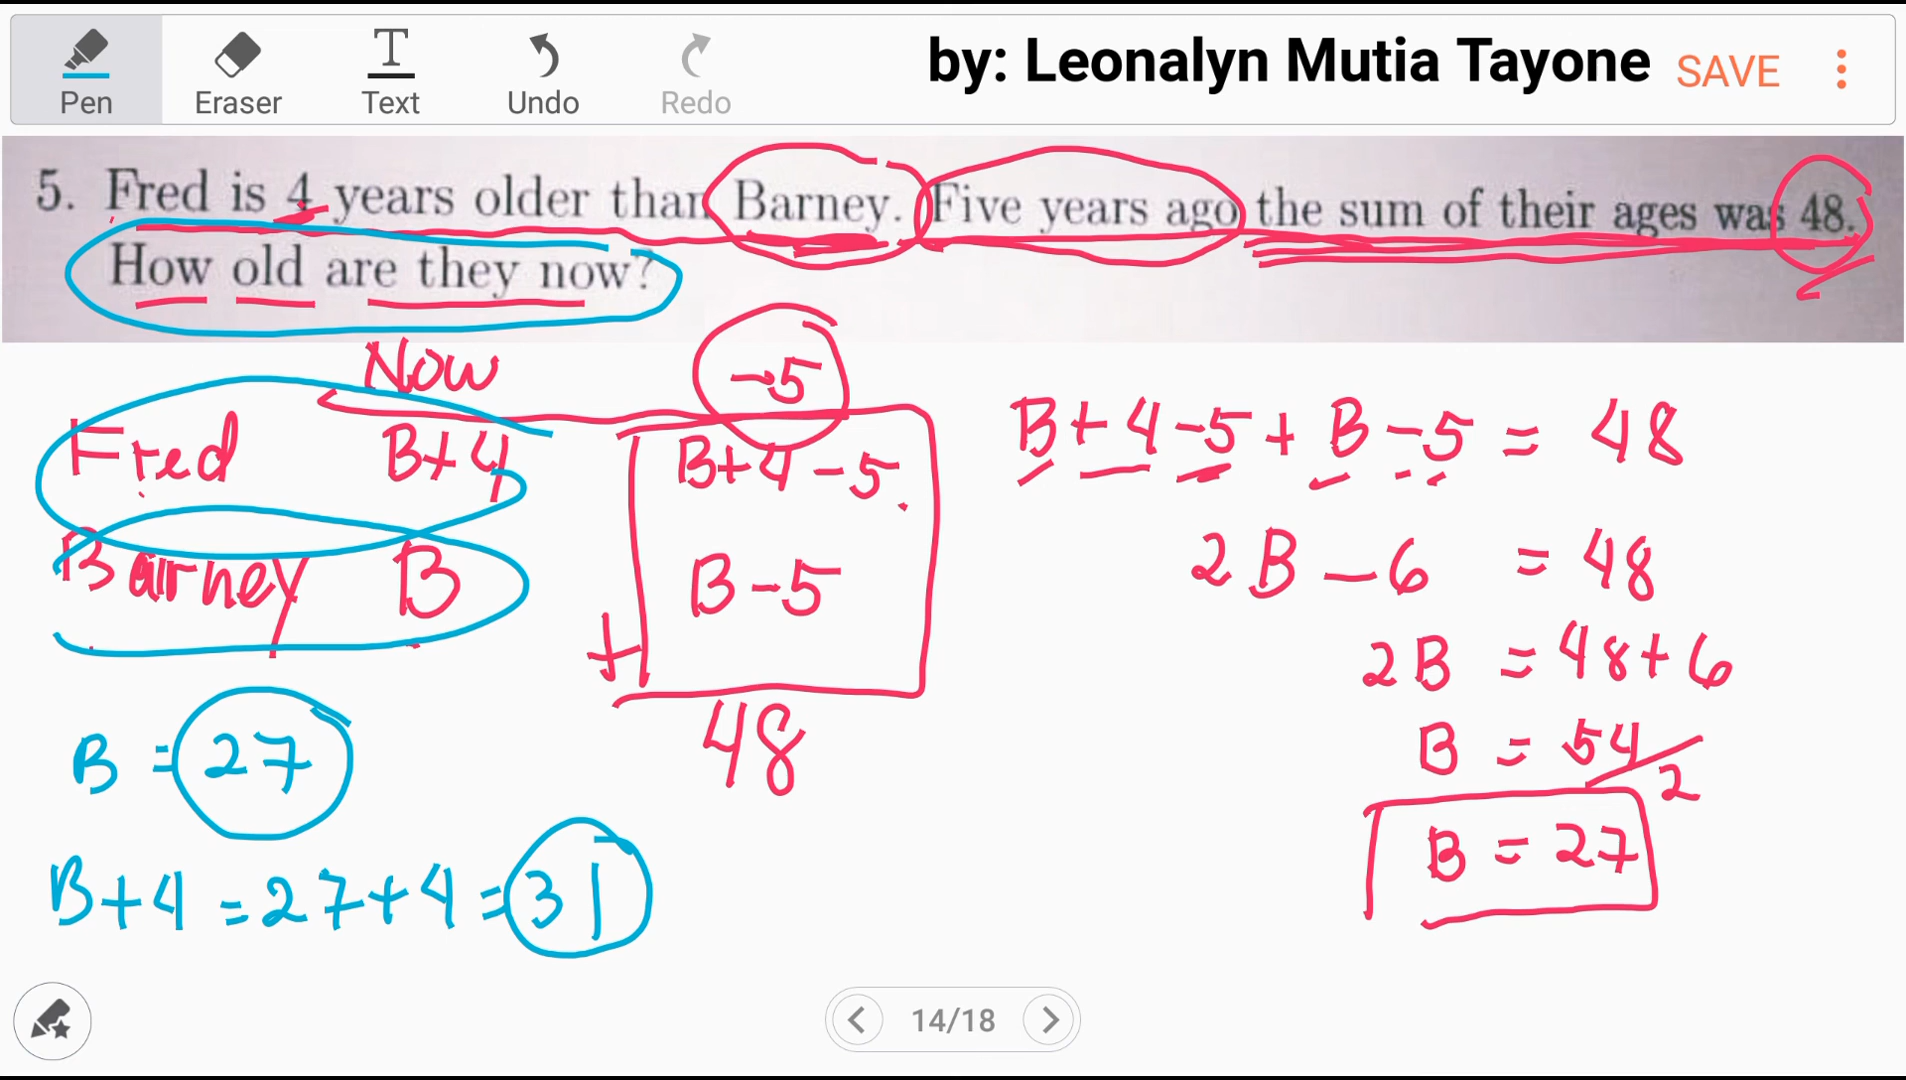 Pen Eraser Text Undo Redo by: Leonalyn Mutia Tayone SAVE
5. Fred is 4 years older than Barney. Five years ago the sum of their ages was 48.
How old are they now?
Now -5
Fred B+4 B+4-5
Barney B B-5
+
48
B+4-5+B-5 = 48
2B-6 = 48
2B = 48+6
B = 54/2
B = 27
B = 27
B+4 = 27+4 = 31
14/18